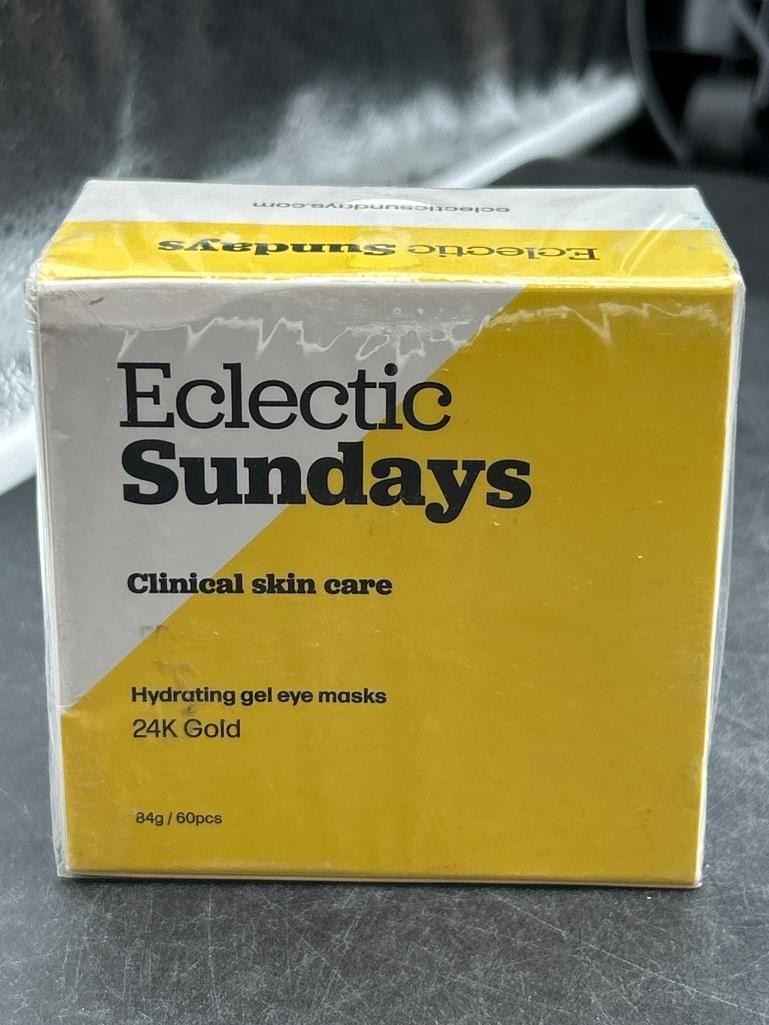 eclecticsundays.com
Eclectic Sundays
Eclectic
Sundays
Clinical skin care
Hydrating gel eye masks
24K Gold
84g / 60pcs